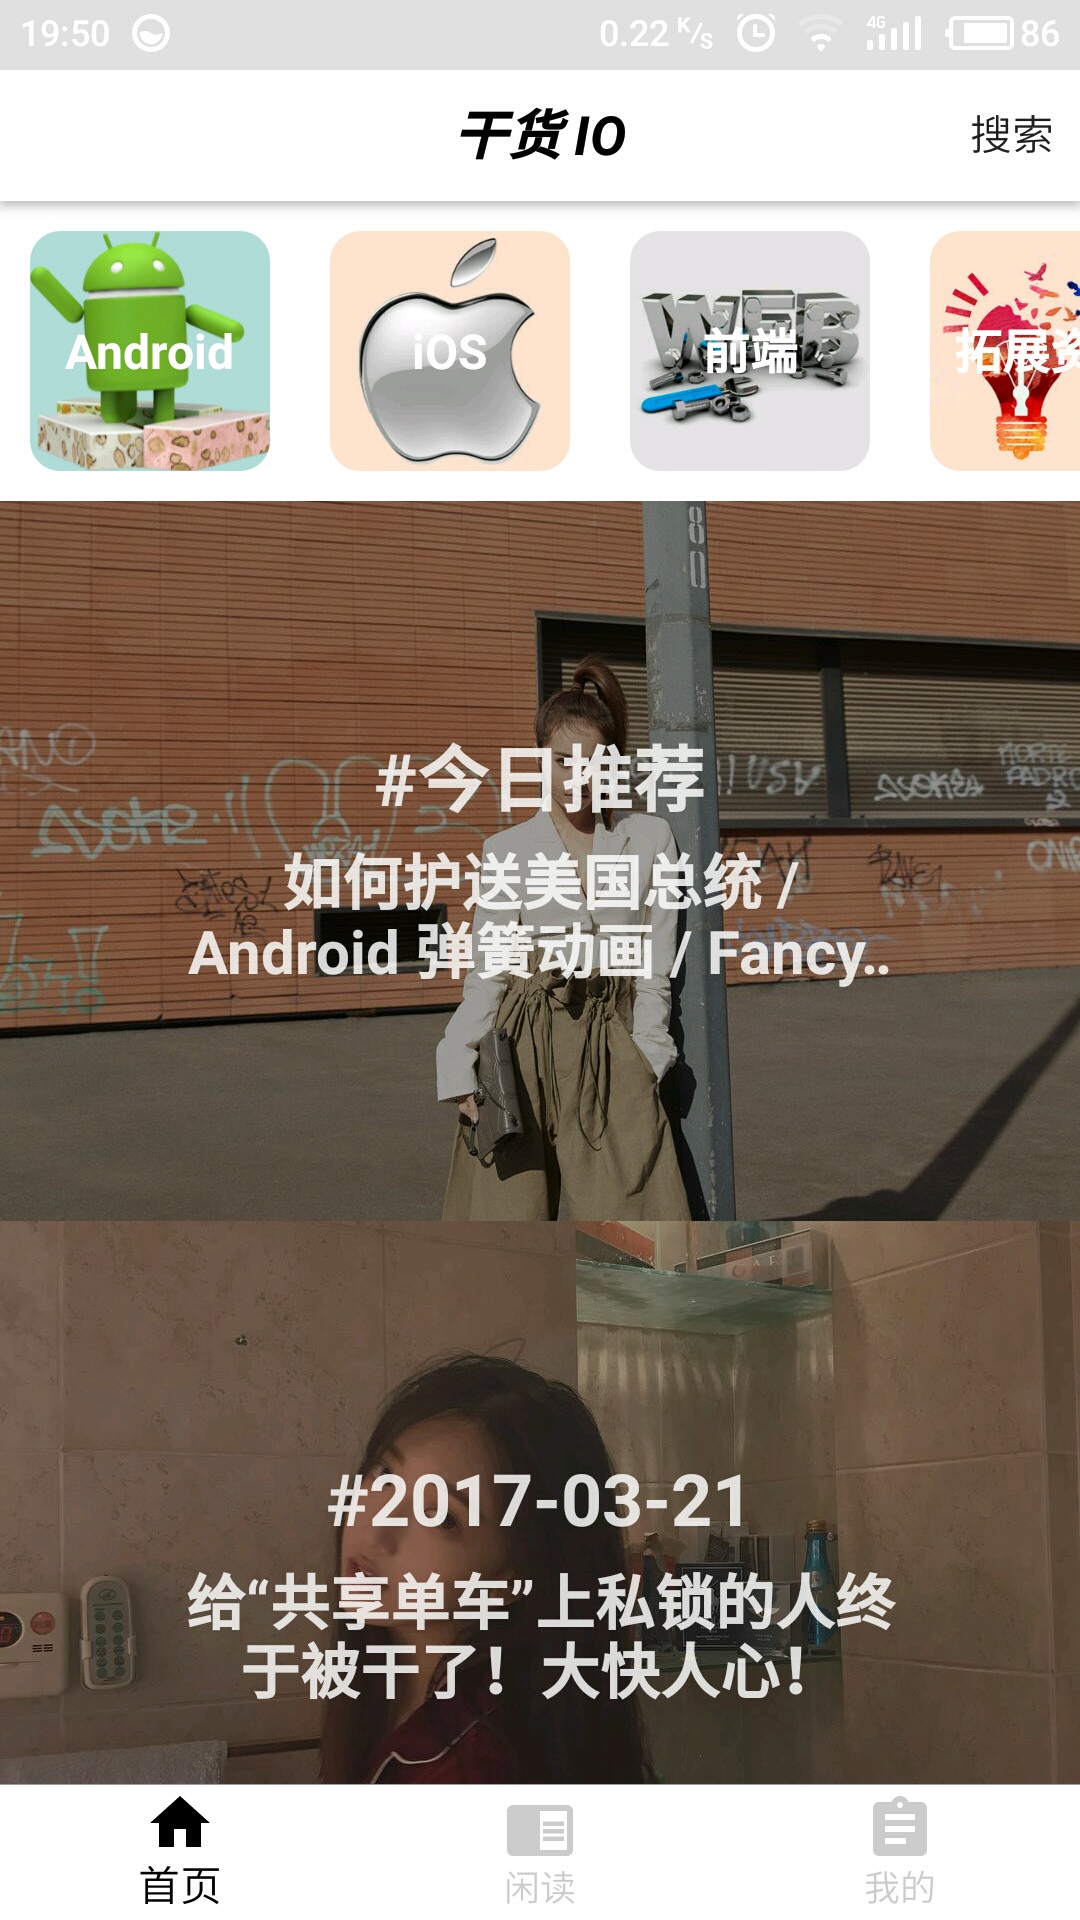 19:50 0.22 K/S 4G 86
干货 IO 搜索
Android iOS 前端 拓展资
80
#今日推荐
如何护送美国总统 /
Android 弹簧动画 / Fancy..
#2017-03-21
给“共享单车”上私锁的人终
于被干了！大快人心！
首页 闲读 我的